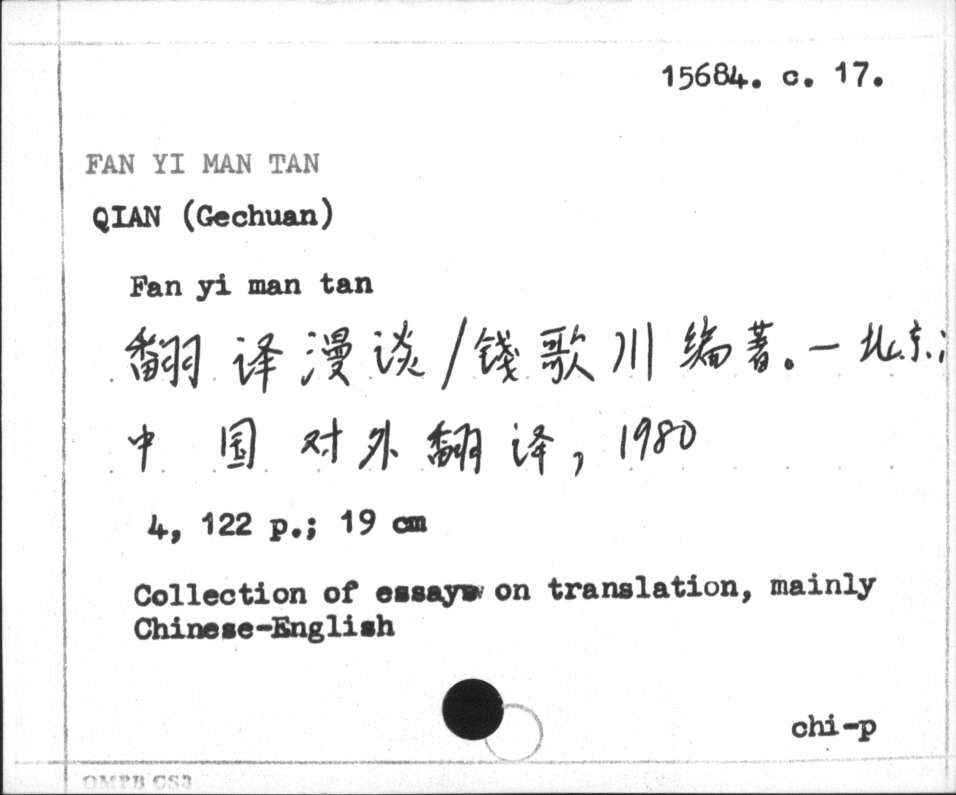 15684. c. 17.
FAN YI MAN TAN
QIAN (Gechuan)
Fan yi man tan
翻译漫谈/錢歌川编著。— 北京;
中国对外翻译, 1980
4, 122 p.; 19 cm
Collection of essays on translation, mainly
Chinese-English
chi-p
OMPB CS3